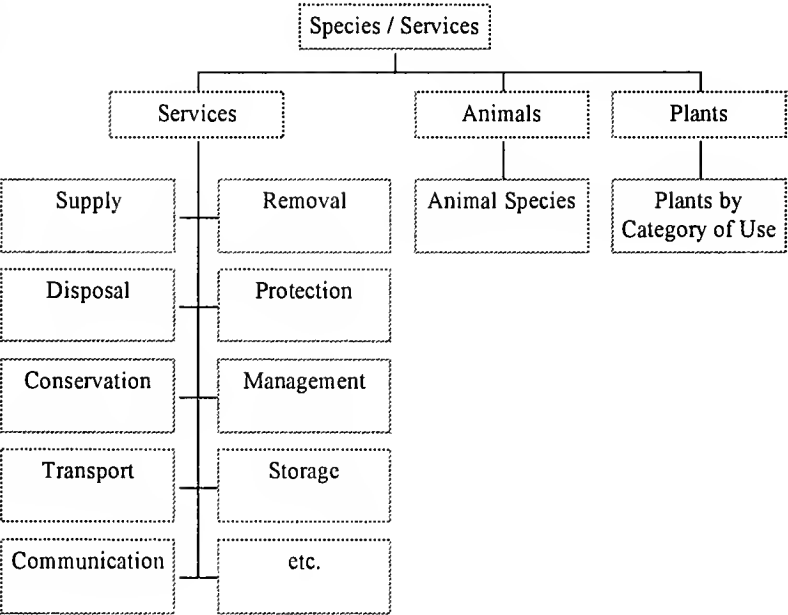 Species / Services
Services
Animals
Plants
Supply
Removal
Animal Species
Plants by
Category of Use
Disposal
Protection
Conservation
Management
Transport
Storage
Communication
etc.